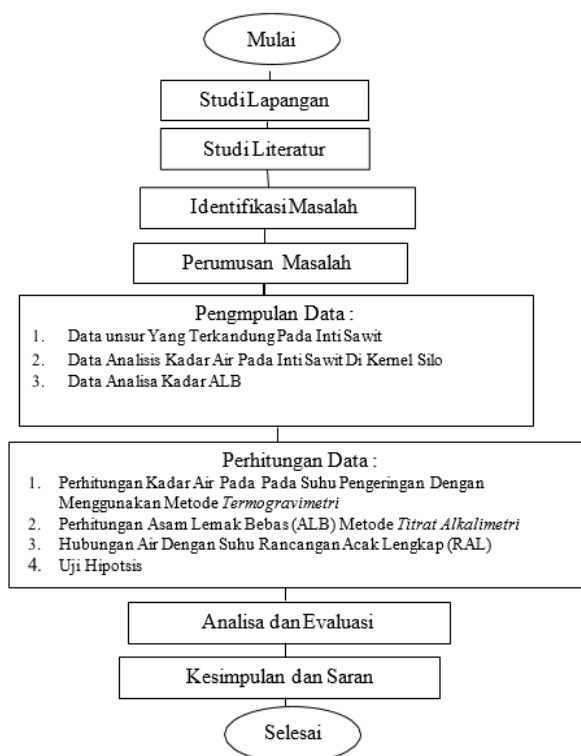 Mulai
Studi Lapangan
Studi Literatur
Identifikasi Masalah
Perumusan Masalah
Pengmpulan Data :
1. Data unsur Yang Terkandung Pada Inti Sawit
2. Data Analisis Kadar Air Pada Inti Sawit Di Kernel Silo
3. Data Analisa Kadar ALB
Perhitungan Data :
1. Perhitungan Kadar Air Pada Pada Suhu Pengeringan Dengan
Menggunakan Metode Termogravimetri
2. Perhitungan Asam Lemak Bebas (ALB) Metode Titrat Alkalimetri
3. Hubungan Air Dengan Suhu Rancangan Acak Lengkap (RAL)
4. Uji Hipotsis
Analisa dan Evaluasi
Kesimpulan dan Saran
Selesai